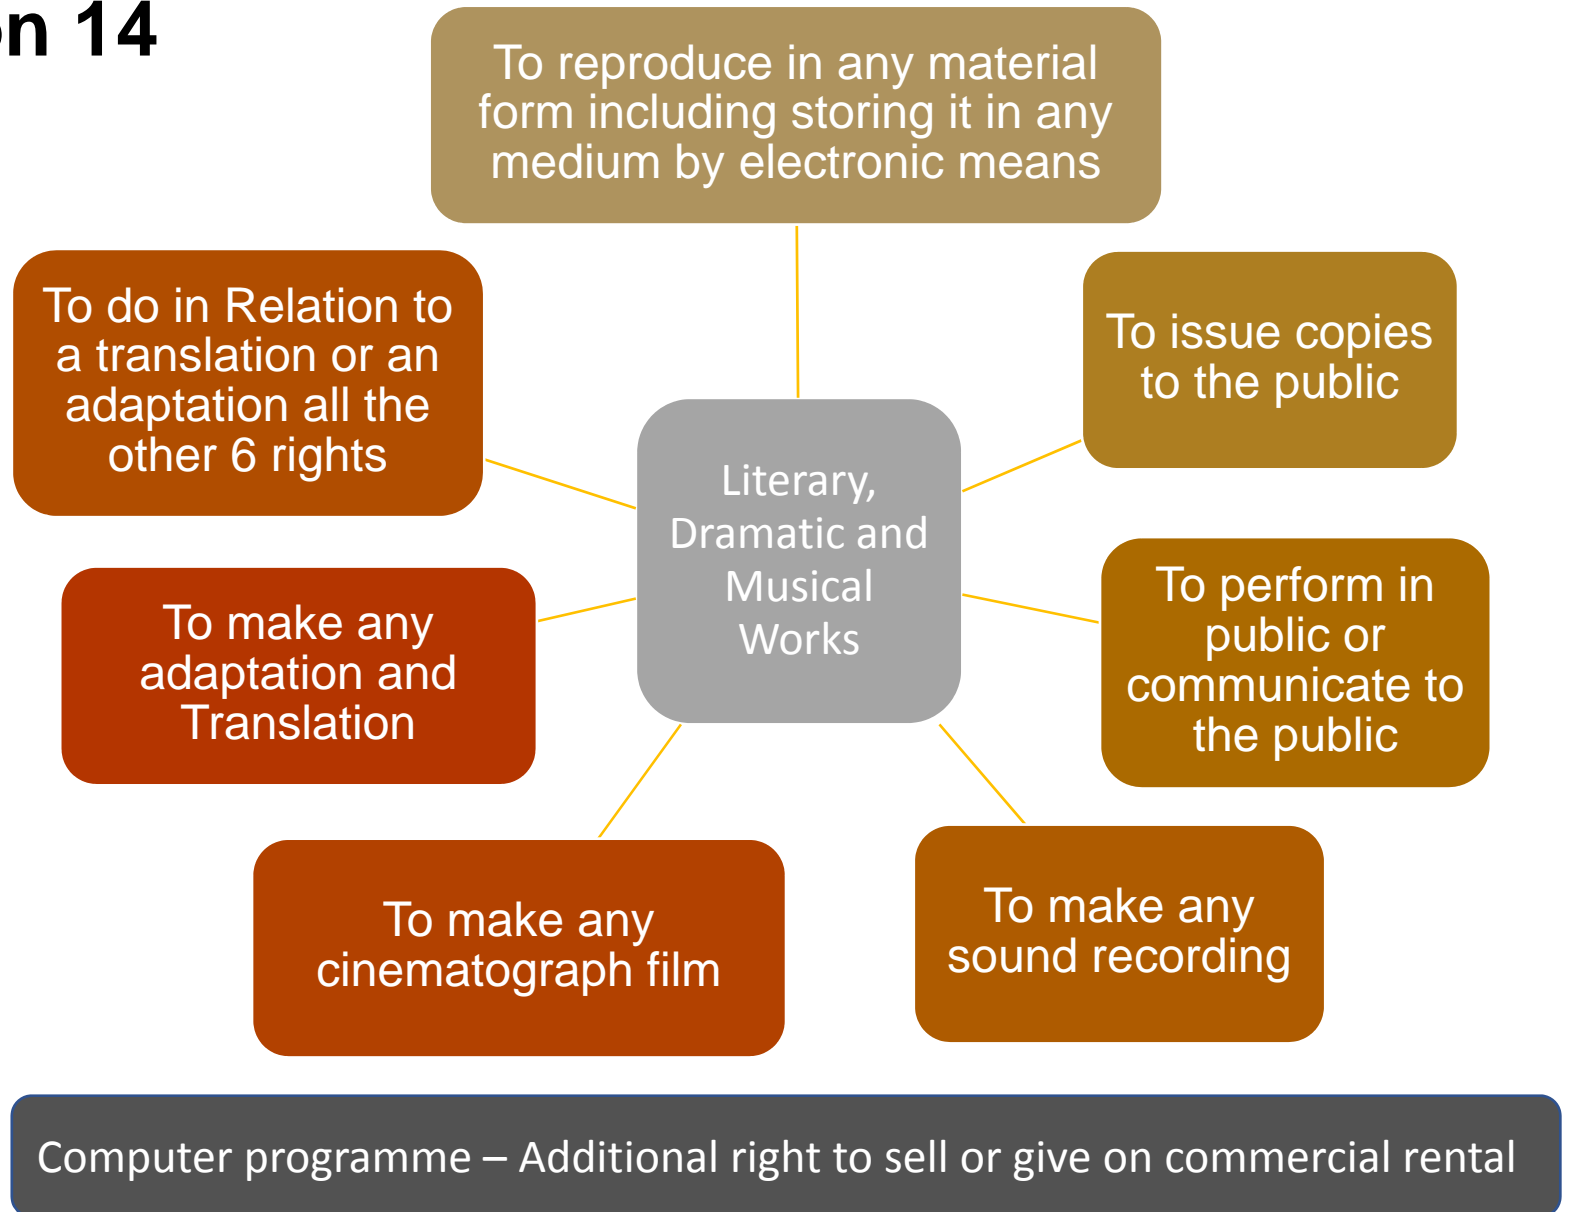 on 14
To reproduce in any material
form including storing it in any
medium by electronic means
To issue copies
to the public
To perform in
public or
communicate to
the public
To make any
sound recording
To make any
cinematograph film
To make any
adaptation and
Translation
To do in Relation to
a translation or an
adaptation all the
other 6 rights
Literary,
Dramatic and
Musical
Works
Computer programme – Additional right to sell or give on commercial rental